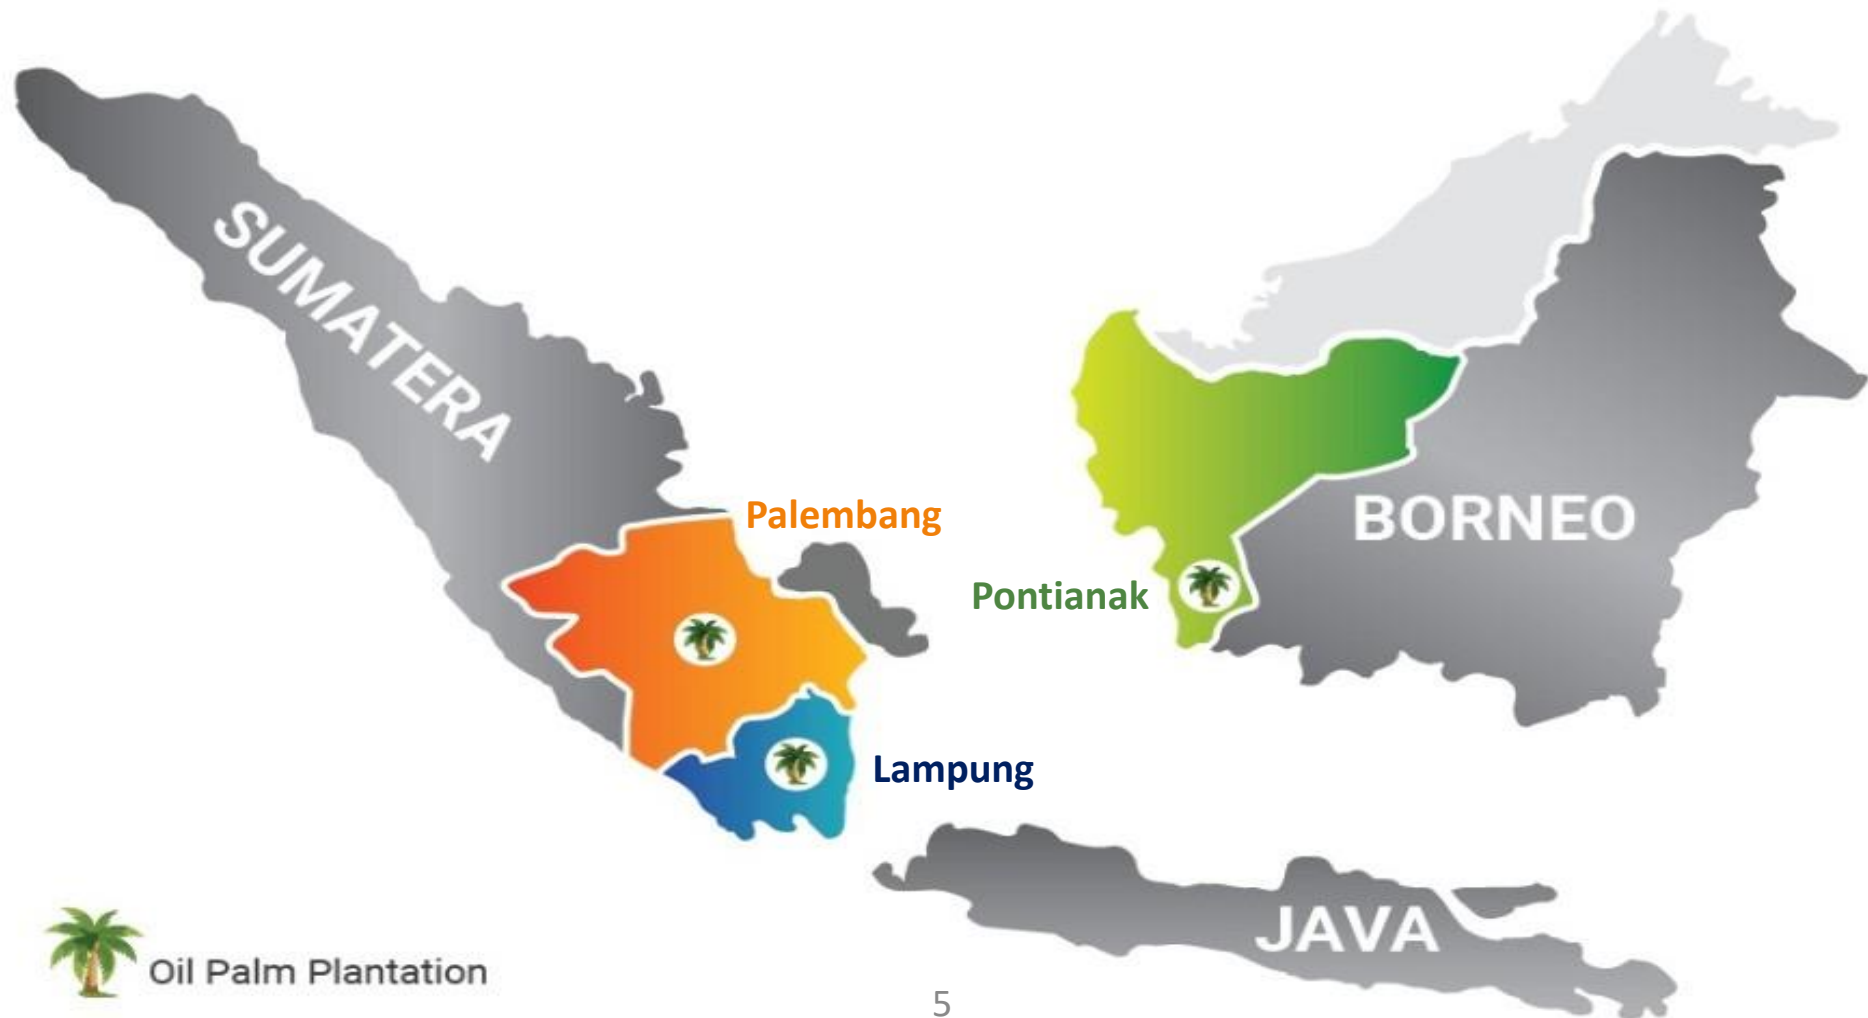 SUMATERA
Palembang
BORNEO
Pontianak
Lampung
JAVA
Oil Palm Plantation
5